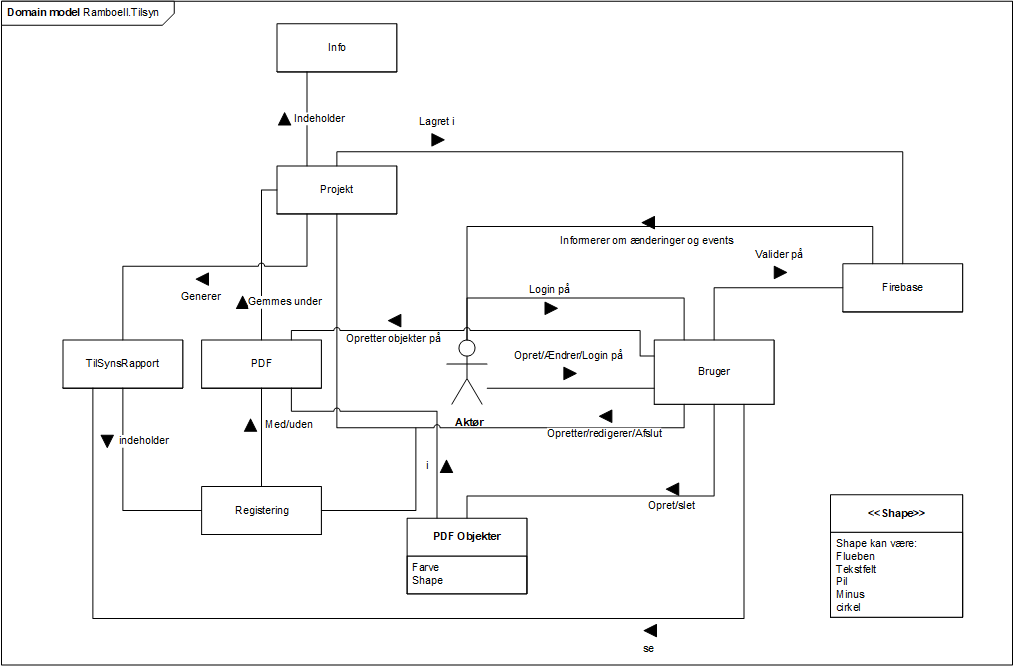 Domain model Ramboell.Tilsyn
Info
Indeholder
Lagret i
Projekt
Informerer om ænderinger og events
Valider på
Generer
Gemmes under
Login på
Firebase
Opretter objekter på
Opret/Ændrer/Login på
TilSynsRapport
PDF
Bruger
Aktør
Med/uden
Opretter/redigerer/Afslut
indeholder
i
Opret/slet
Registering
PDF Objekter
Farve
Shape
<<Shape>>
Shape kan være:
Flueben
Tekstfelt
Pil
Minus
cirkel
se